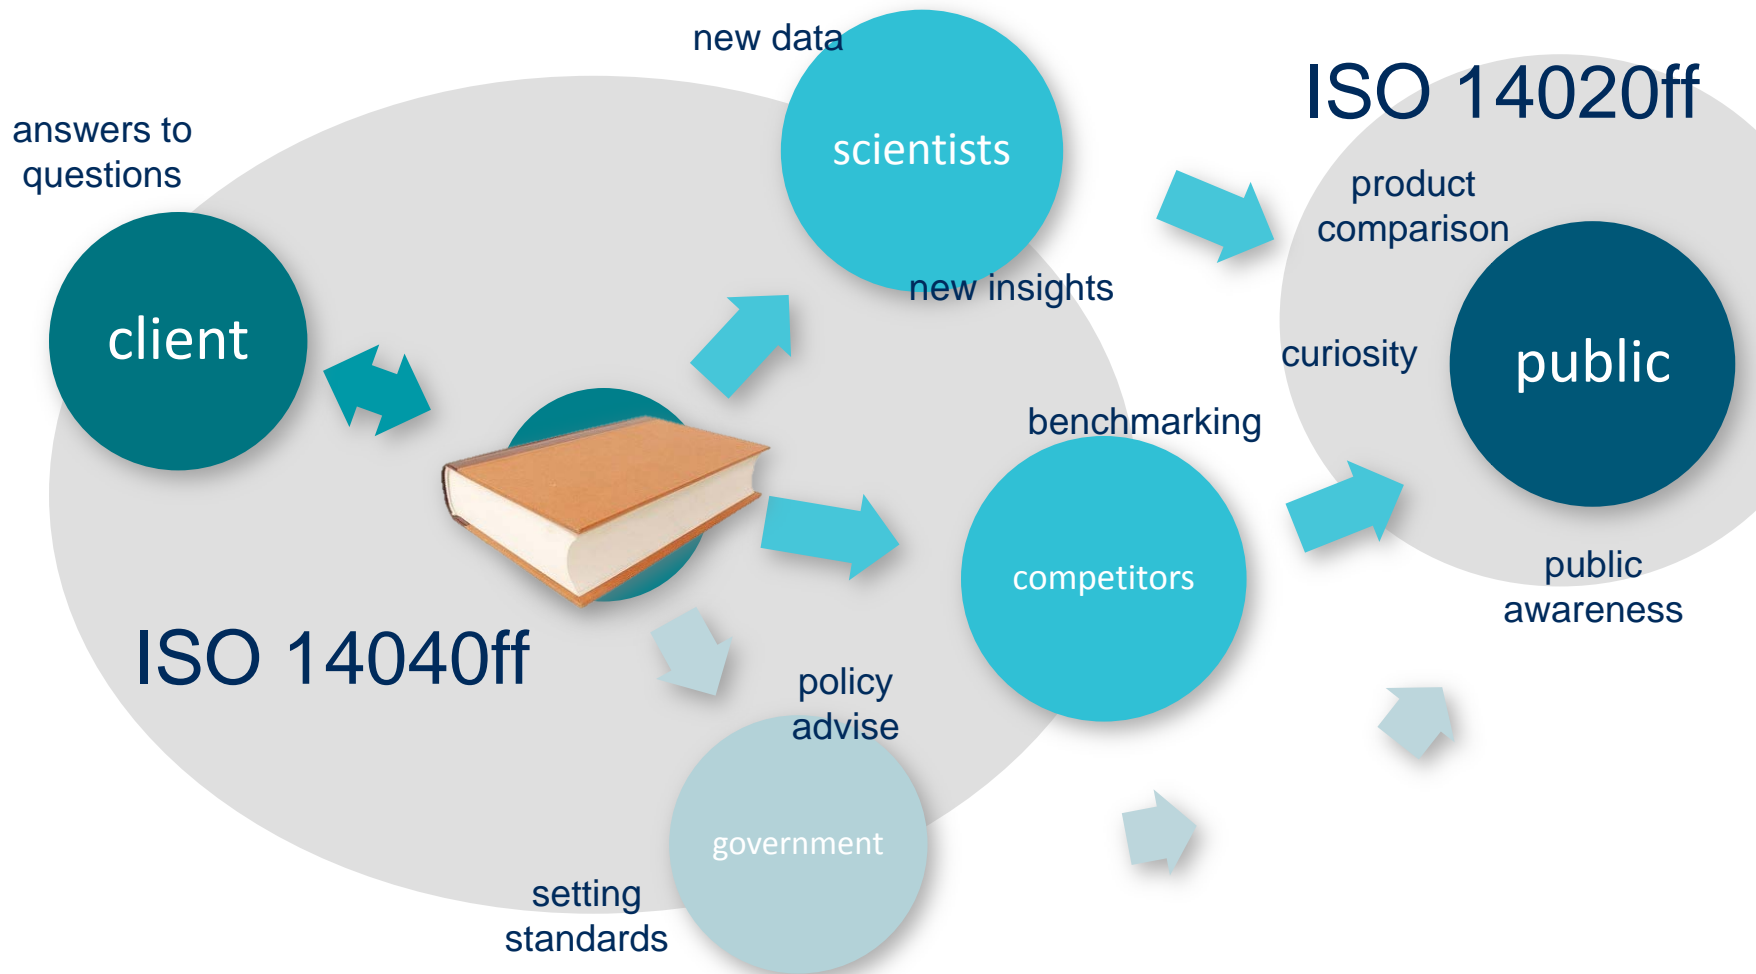 new data
ISO 14020ff
answers to
questions
scientists
product
comparison
new insights
client
curiosity
public
benchmarking
competitors
public
awareness
ISO 14040ff
policy
advise
government
setting
standards